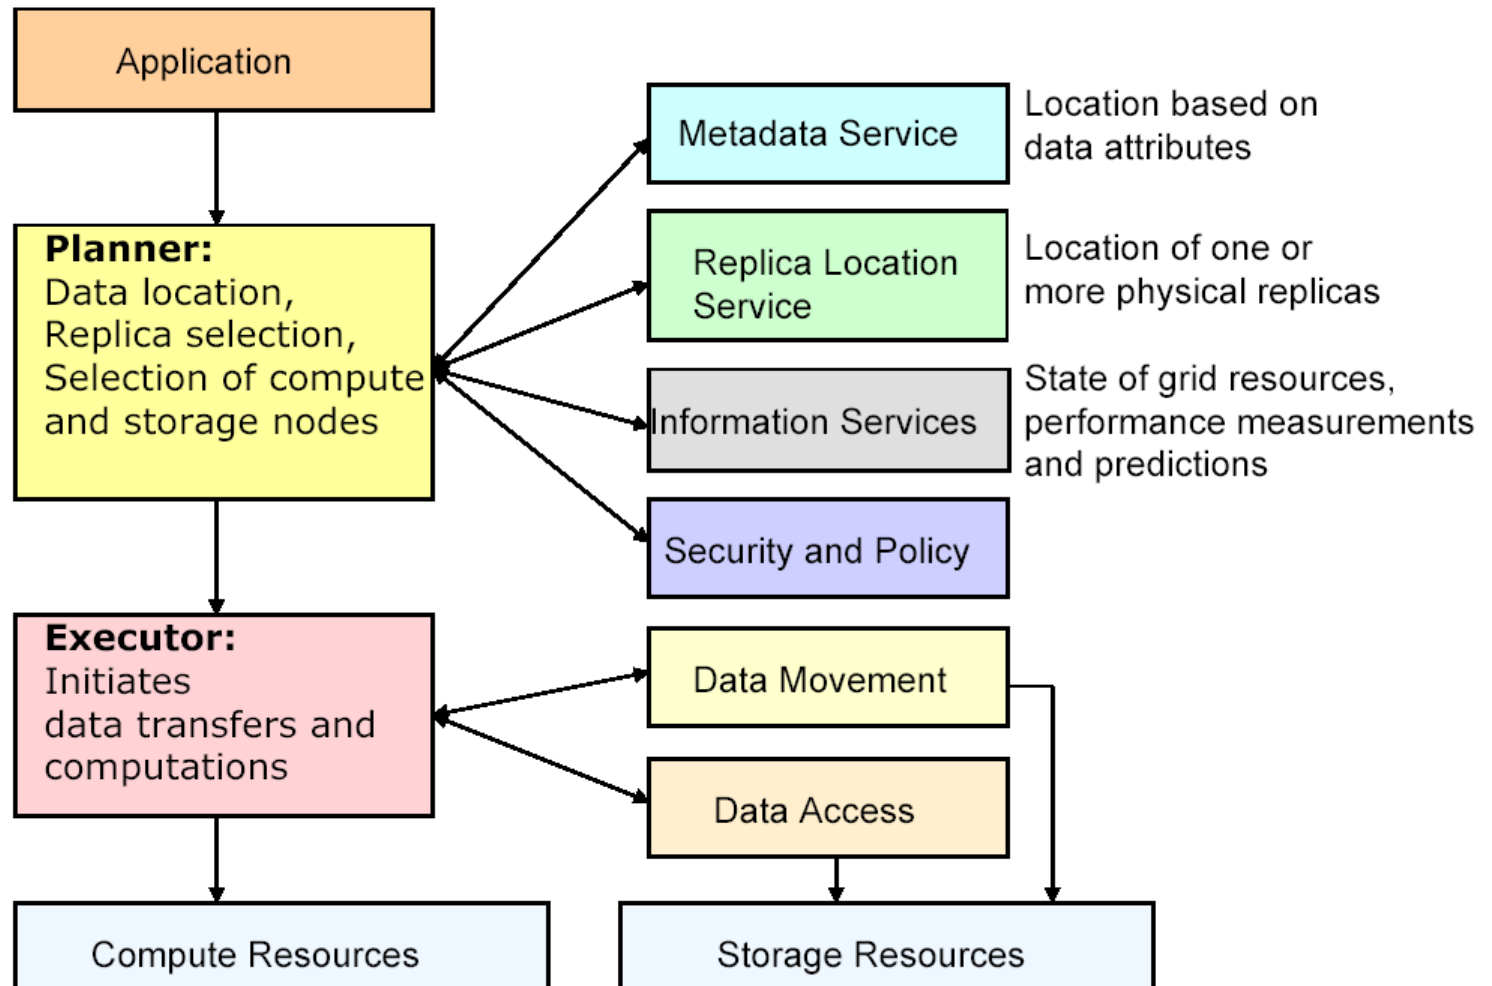 Application
Metadata Service
Location based on
data attributes
Planner:
Data location,
Replica selection,
Selection of compute
and storage nodes
Replica Location
Service
Location of one or
more physical replicas
Information Services
State of grid resources,
performance measurements
and predictions
Security and Policy
Executor:
Initiates
data transfers and
computations
Data Movement
Data Access
Compute Resources
Storage Resources